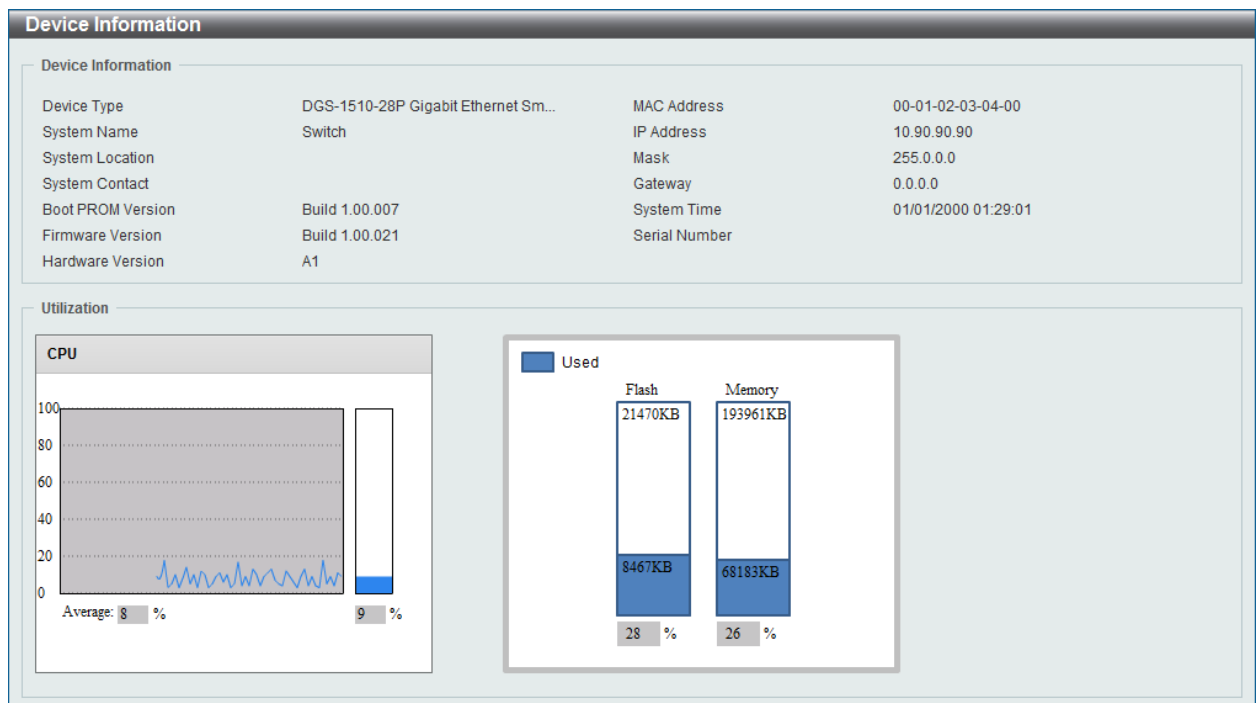 Device Information
Device Information
Device Type DGS-1510-28P Gigabit Ethernet Sm... MAC Address 00-01-02-03-04-00
System Name Switch IP Address 10.90.90.90
System Location Mask 255.0.0.0
System Contact Gateway 0.0.0.0
Boot PROM Version Build 1.00.007 System Time 01/01/2000 01:29:01
Firmware Version Build 1.00.021 Serial Number
Hardware Version A1
Utilization
CPU
100
80
60
40
20
0
Average: 8 % 9 %
Used
Flash Memory
21470KB 193961KB
8467KB 68183KB
28 % 26 %